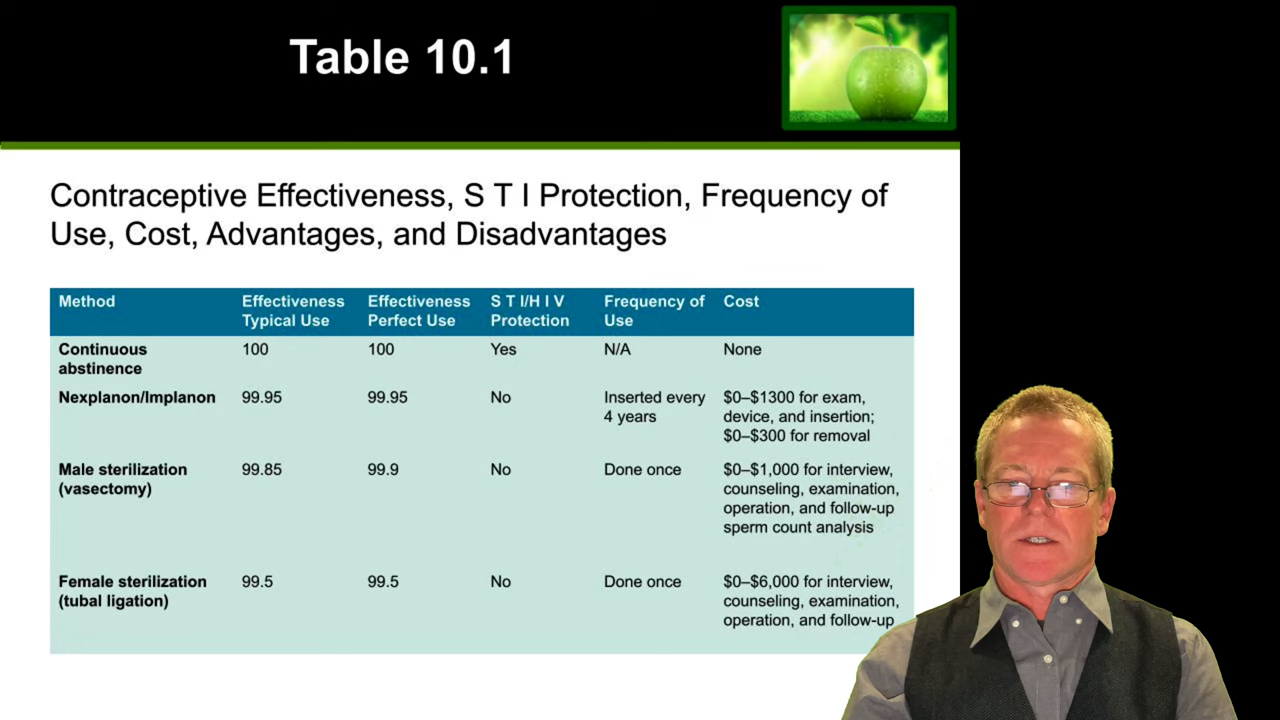 Table 10.1
Contraceptive Effectiveness, S T I Protection, Frequency of
Use, Cost, Advantages, and Disadvantages
Method Effectiveness Typical Use Effectiveness Perfect Use S T I/H I V Protection Frequency of Use Cost
Continuous abstinence 100 100 Yes N/A None
Nexplanon/Implanon 99.95 99.95 No Inserted every 4 years $0–$1300 for exam, device, and insertion; $0–$300 for removal
Male sterilization (vasectomy) 99.85 99.9 No Done once $0–$1,000 for interview, counseling, examination, operation, and follow-up sperm count analysis
Female sterilization (tubal ligation) 99.5 99.5 No Done once $0–$6,000 for interview, counseling, examination, operation, and follow-up